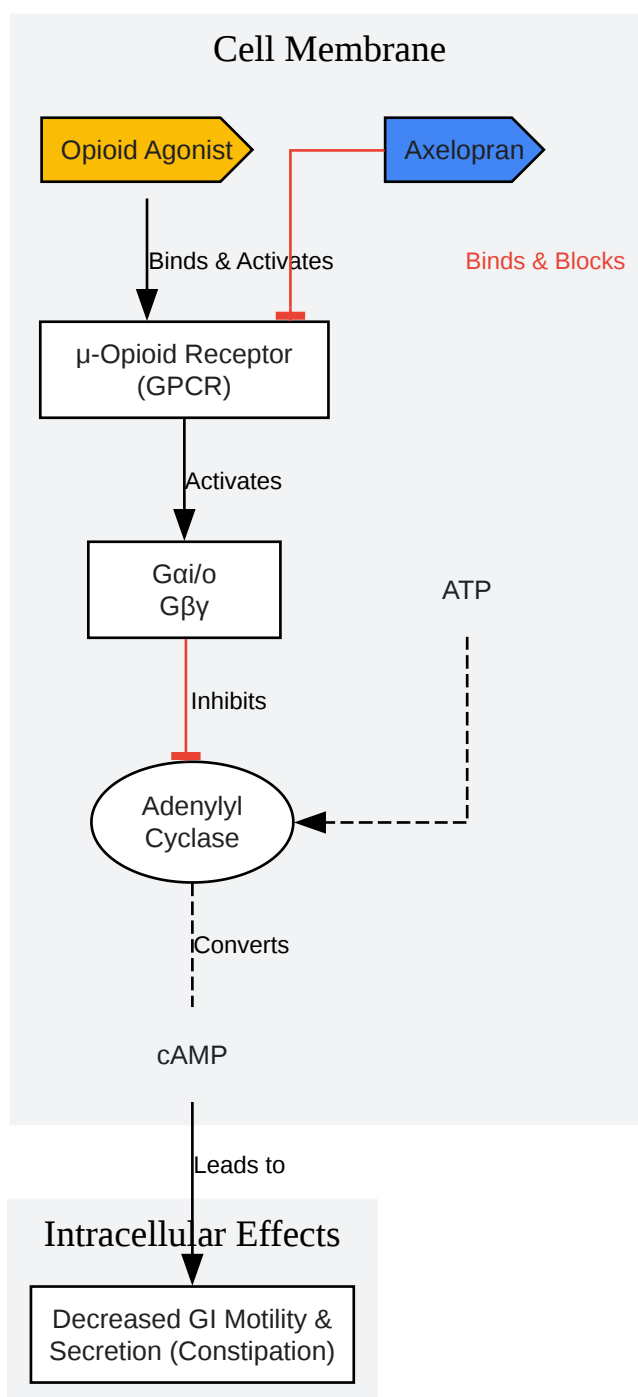 Cell Membrane
Opioid Agonist
Axelopran
Binds & Activates
Binds & Blocks
μ-Opioid Receptor
(GPCR)
Activates
Gαi/o
Gβγ
ATP
Inhibits
Adenylyl
Cyclase
Converts
cAMP
Leads to
Intracellular Effects
Decreased GI Motility &
Secretion (Constipation)